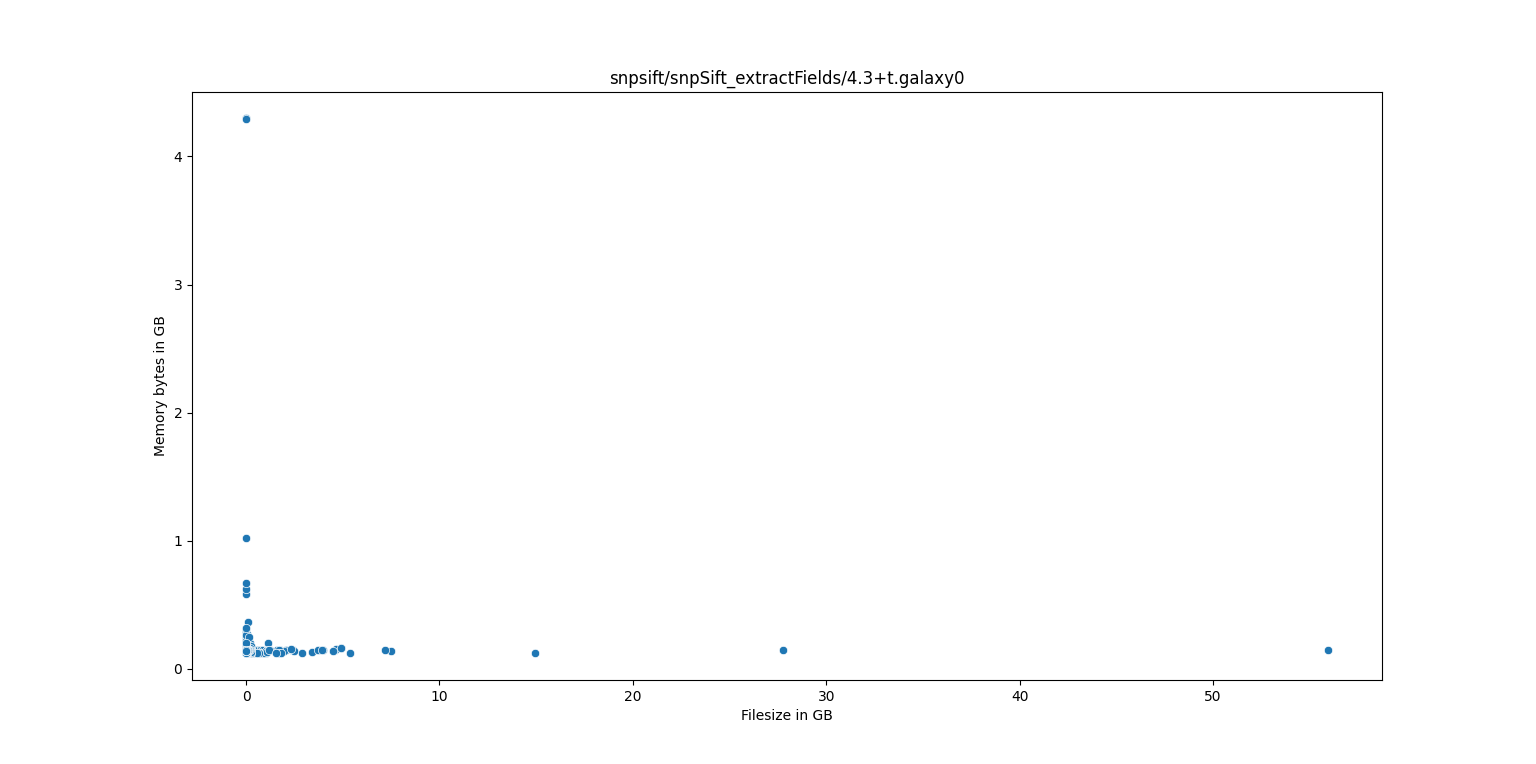 snpsift/snpSift_extractFields/4.3+t.galaxy0
Memory bytes in GB
4
3
2
1
0
0 10 20 30 40 50
Filesize in GB